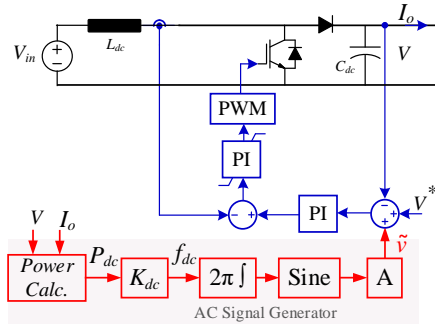 I_o
V_in
L_dc
C_dc
V
PWM
PI
PI
V*
V
I_o
ṽ
P_dc
f_dc
Power Calc.
K_dc
2π∫
Sine
A
AC Signal Generator